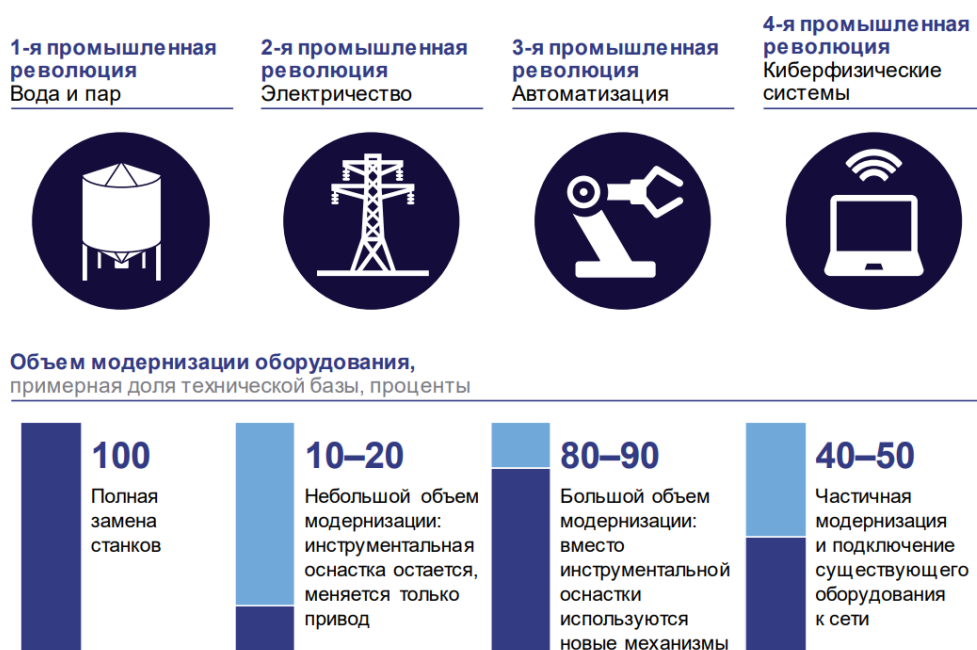 1-я промышленная
революция
Вода и пар
2-я промышленная
революция
Электричество
3-я промышленная
революция
Автоматизация
4-я промышленная
революция
Киберфизические
системы
Объем модернизации оборудования,
примерная доля технической базы, проценты
100
Полная
замена
станков
10–20
Небольшой объем
модернизации:
инструментальная
оснастка остается,
меняется только
привод
80–90
Большой объем
модернизации:
вместо
инструментальной
оснастки
используются
новые механизмы
40–50
Частичная
модернизация
и подключение
существующего
оборудования
к сети